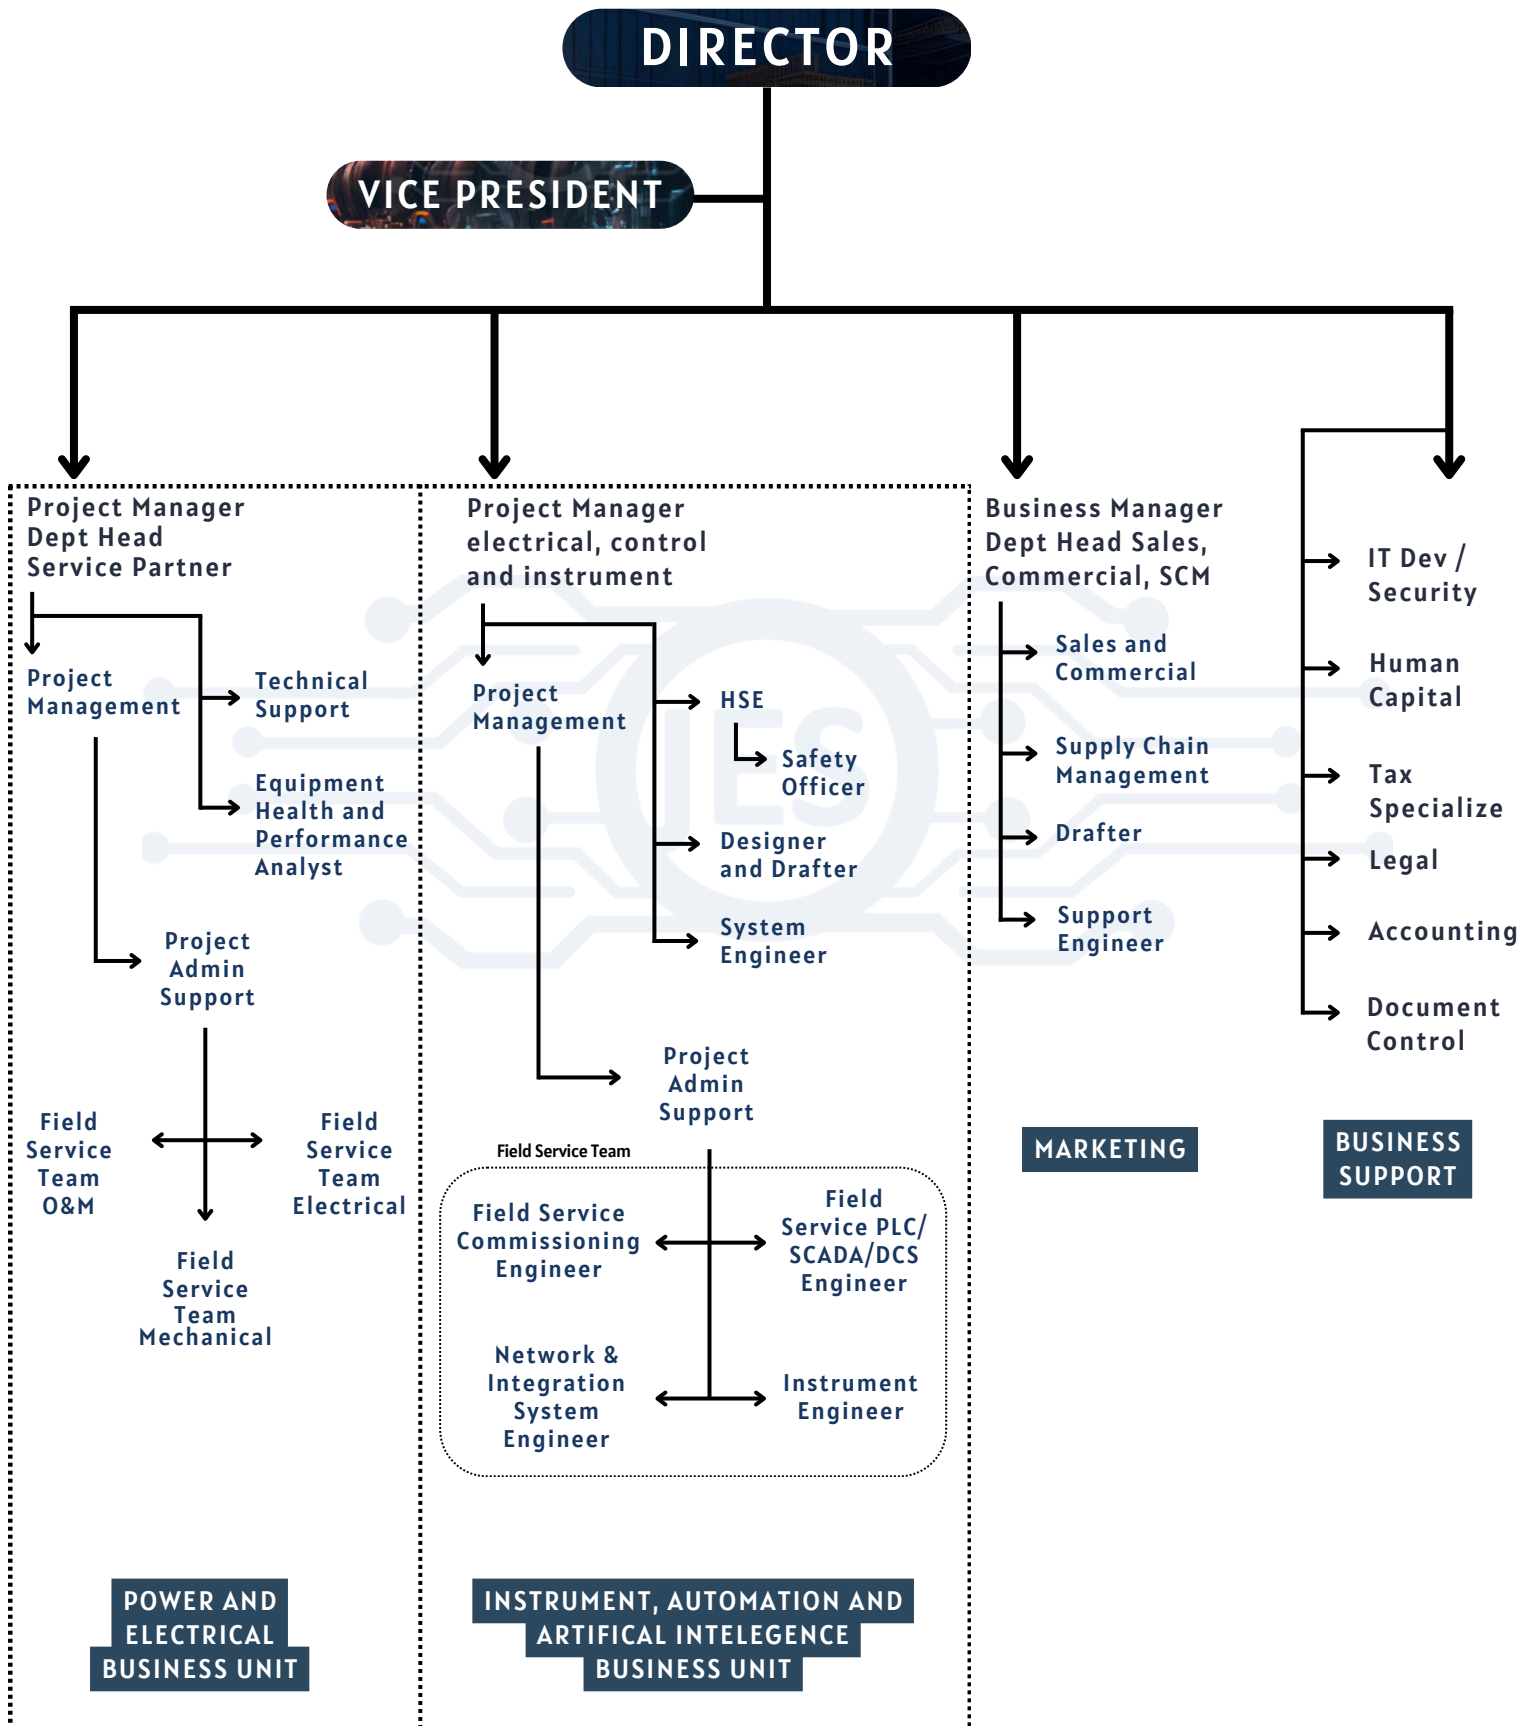 DIRECTOR
VICE PRESIDENT
Project Manager
Dept Head
Service Partner
Project
Management
Technical
Support
Equipment
Health and
Performance
Analyst
Project
Admin
Support
Field
Service
Team
O&M
Field
Service
Team
Electrical
Field
Service
Team
Mechanical
POWER AND
ELECTRICAL
BUSINESS UNIT
Project Manager
electrical, control
and instrument
Project
Management
HSE
Safety
Officer
Designer
and Drafter
System
Engineer
IES
Project
Admin
Support
Field Service Team
Field Service
Commissioning
Engineer
Field
Service PLC/
SCADA/DCS
Engineer
Network &
Integration
System
Engineer
Instrument
Engineer
INSTRUMENT, AUTOMATION AND
ARTIFICAL INTELEGENCE
BUSINESS UNIT
Business Manager
Dept Head Sales,
Commercial, SCM
Sales and
Commercial
Supply Chain
Management
Drafter
Support
Engineer
MARKETING
IT Dev /
Security
Human
Capital
Tax
Specialize
Legal
Accounting
Document
Control
BUSINESS
SUPPORT